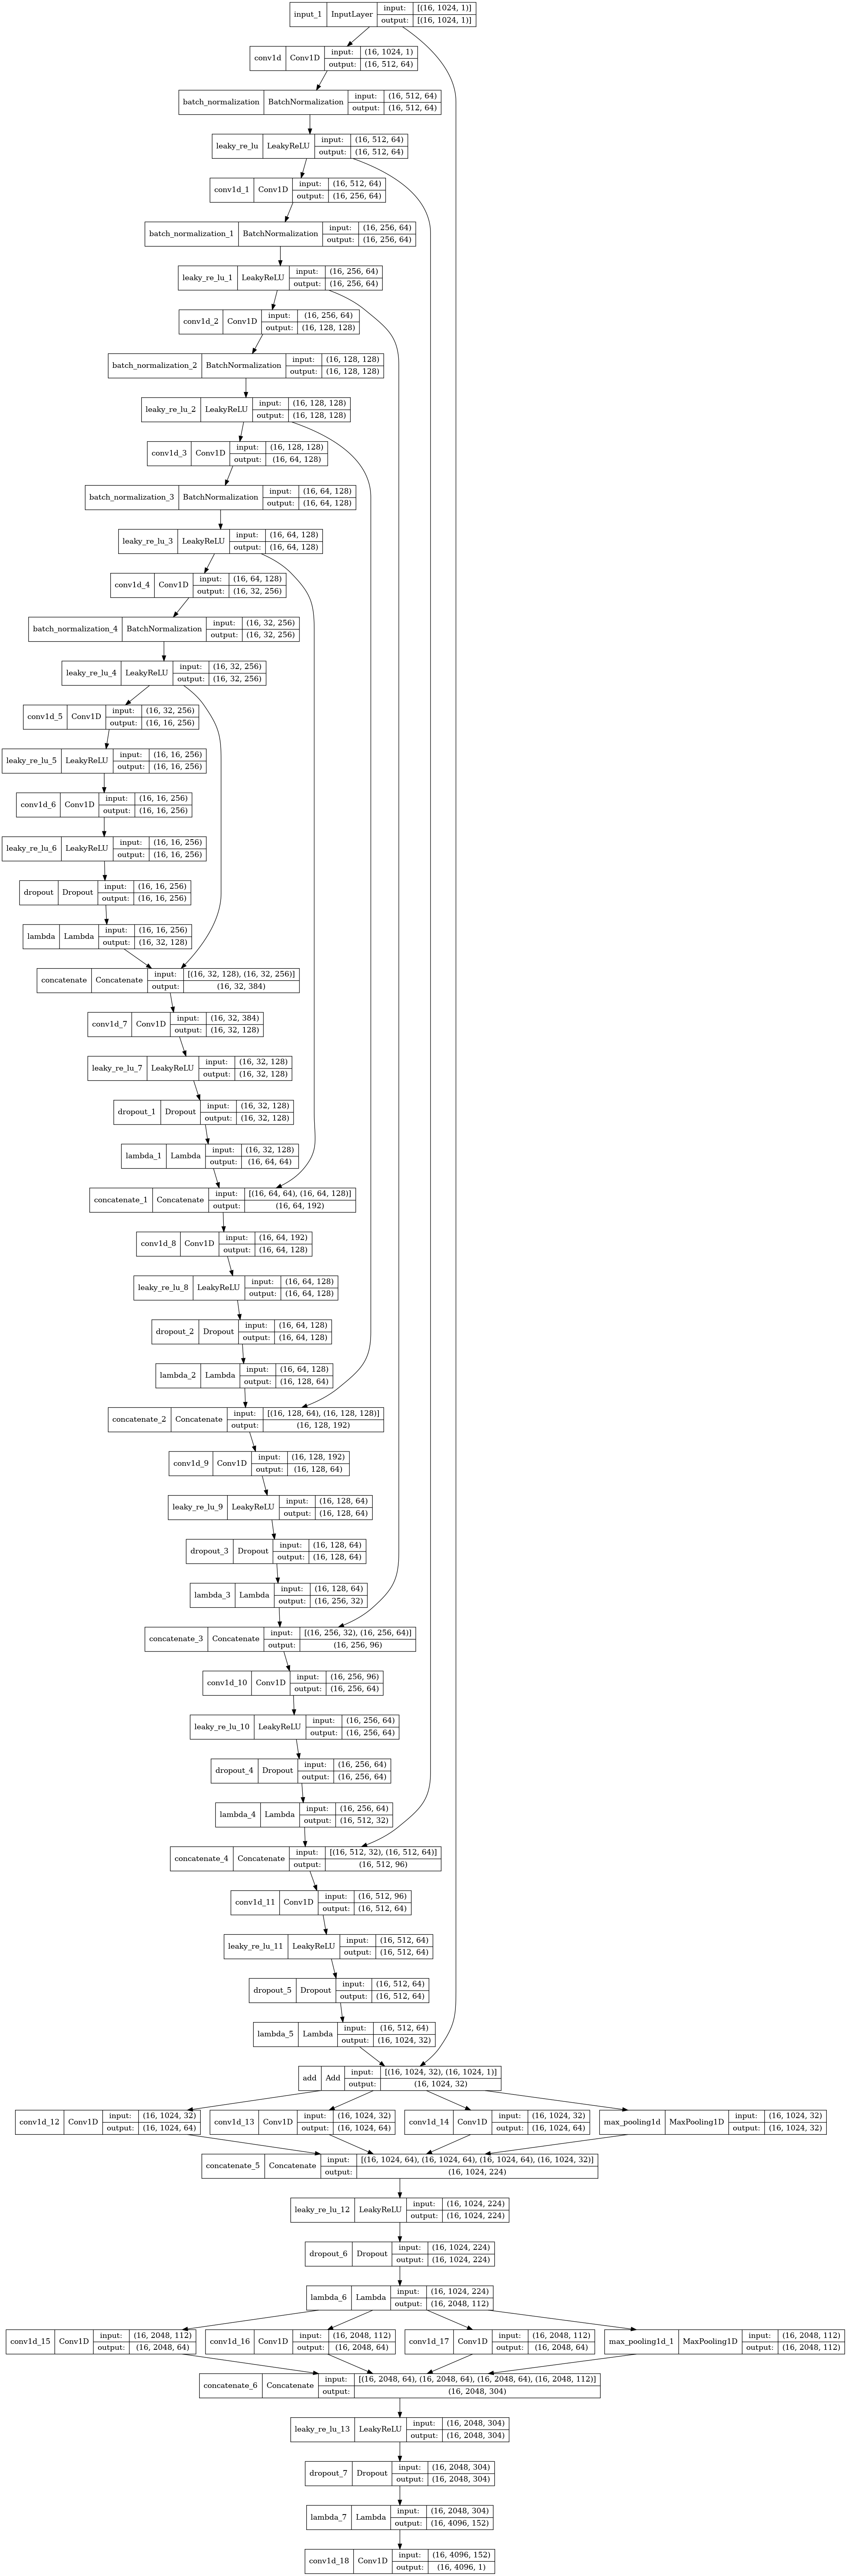 input_1 InputLayer input: [(16, 1024, 1)]
output: [(16, 1024, 1)]
conv1d Conv1D input: (16, 1024, 1)
output: (16, 512, 64)
batch_normalization BatchNormalization input: (16, 512, 64)
output: (16, 512, 64)
leaky_re_lu LeakyReLU input: (16, 512, 64)
output: (16, 512, 64)
conv1d_1 Conv1D input: (16, 512, 64)
output: (16, 256, 64)
batch_normalization_1 BatchNormalization input: (16, 256, 64)
output: (16, 256, 64)
leaky_re_lu_1 LeakyReLU input: (16, 256, 64)
output: (16, 256, 64)
conv1d_2 Conv1D input: (16, 256, 64)
output: (16, 128, 128)
batch_normalization_2 BatchNormalization input: (16, 128, 128)
output: (16, 128, 128)
leaky_re_lu_2 LeakyReLU input: (16, 128, 128)
output: (16, 128, 128)
conv1d_3 Conv1D input: (16, 128, 128)
output: (16, 64, 128)
batch_normalization_3 BatchNormalization input: (16, 64, 128)
output: (16, 64, 128)
leaky_re_lu_3 LeakyReLU input: (16, 64, 128)
output: (16, 64, 128)
conv1d_4 Conv1D input: (16, 64, 128)
output: (16, 32, 256)
batch_normalization_4 BatchNormalization input: (16, 32, 256)
output: (16, 32, 256)
leaky_re_lu_4 LeakyReLU input: (16, 32, 256)
output: (16, 32, 256)
conv1d_5 Conv1D input: (16, 32, 256)
output: (16, 16, 256)
leaky_re_lu_5 LeakyReLU input: (16, 16, 256)
output: (16, 16, 256)
conv1d_6 Conv1D input: (16, 16, 256)
output: (16, 16, 256)
leaky_re_lu_6 LeakyReLU input: (16, 16, 256)
output: (16, 16, 256)
dropout Dropout input: (16, 16, 256)
output: (16, 16, 256)
lambda Lambda input: (16, 16, 256)
output: (16, 32, 128)
concatenate Concatenate input: [(16, 32, 128), (16, 32, 256)]
output: (16, 32, 384)
conv1d_7 Conv1D input: (16, 32, 384)
output: (16, 32, 128)
leaky_re_lu_7 LeakyReLU input: (16, 32, 128)
output: (16, 32, 128)
dropout_1 Dropout input: (16, 32, 128)
output: (16, 32, 128)
lambda_1 Lambda input: (16, 32, 128)
output: (16, 64, 64)
concatenate_1 Concatenate input: [(16, 64, 64), (16, 64, 128)]
output: (16, 64, 192)
conv1d_8 Conv1D input: (16, 64, 192)
output: (16, 64, 128)
leaky_re_lu_8 LeakyReLU input: (16, 64, 128)
output: (16, 64, 128)
dropout_2 Dropout input: (16, 64, 128)
output: (16, 64, 128)
lambda_2 Lambda input: (16, 64, 128)
output: (16, 128, 64)
concatenate_2 Concatenate input: [(16, 128, 64), (16, 128, 128)]
output: (16, 128, 192)
conv1d_9 Conv1D input: (16, 128, 192)
output: (16, 128, 64)
leaky_re_lu_9 LeakyReLU input: (16, 128, 64)
output: (16, 128, 64)
dropout_3 Dropout input: (16, 128, 64)
output: (16, 128, 64)
lambda_3 Lambda input: (16, 128, 64)
output: (16, 256, 32)
concatenate_3 Concatenate input: [(16, 256, 32), (16, 256, 64)]
output: (16, 256, 96)
conv1d_10 Conv1D input: (16, 256, 96)
output: (16, 256, 64)
leaky_re_lu_10 LeakyReLU input: (16, 256, 64)
output: (16, 256, 64)
dropout_4 Dropout input: (16, 256, 64)
output: (16, 256, 64)
lambda_4 Lambda input: (16, 256, 64)
output: (16, 512, 32)
concatenate_4 Concatenate input: [(16, 512, 32), (16, 512, 64)]
output: (16, 512, 96)
conv1d_11 Conv1D input: (16, 512, 96)
output: (16, 512, 64)
leaky_re_lu_11 LeakyReLU input: (16, 512, 64)
output: (16, 512, 64)
dropout_5 Dropout input: (16, 512, 64)
output: (16, 512, 64)
lambda_5 Lambda input: (16, 512, 64)
output: (16, 1024, 32)
add Add input: [(16, 1024, 32), (16, 1024, 1)]
output: (16, 1024, 32)
conv1d_12 Conv1D input: (16, 1024, 32)
output: (16, 1024, 64)
conv1d_13 Conv1D input: (16, 1024, 32)
output: (16, 1024, 64)
conv1d_14 Conv1D input: (16, 1024, 32)
output: (16, 1024, 64)
max_pooling1d MaxPooling1D input: (16, 1024, 32)
output: (16, 1024, 32)
concatenate_5 Concatenate input: [(16, 1024, 64), (16, 1024, 64), (16, 1024, 64), (16, 1024, 32)]
output: (16, 1024, 224)
leaky_re_lu_12 LeakyReLU input: (16, 1024, 224)
output: (16, 1024, 224)
dropout_6 Dropout input: (16, 1024, 224)
output: (16, 1024, 224)
lambda_6 Lambda input: (16, 1024, 224)
output: (16, 2048, 112)
conv1d_15 Conv1D input: (16, 2048, 112)
output: (16, 2048, 64)
conv1d_16 Conv1D input: (16, 2048, 112)
output: (16, 2048, 64)
conv1d_17 Conv1D input: (16, 2048, 112)
output: (16, 2048, 64)
max_pooling1d_1 MaxPooling1D input: (16, 2048, 112)
output: (16, 2048, 112)
concatenate_6 Concatenate input: [(16, 2048, 64), (16, 2048, 64), (16, 2048, 64), (16, 2048, 112)]
output: (16, 2048, 304)
leaky_re_lu_13 LeakyReLU input: (16, 2048, 304)
output: (16, 2048, 304)
dropout_7 Dropout input: (16, 2048, 304)
output: (16, 2048, 304)
lambda_7 Lambda input: (16, 2048, 304)
output: (16, 4096, 152)
conv1d_18 Conv1D input: (16, 4096, 152)
output: (16, 4096, 1)